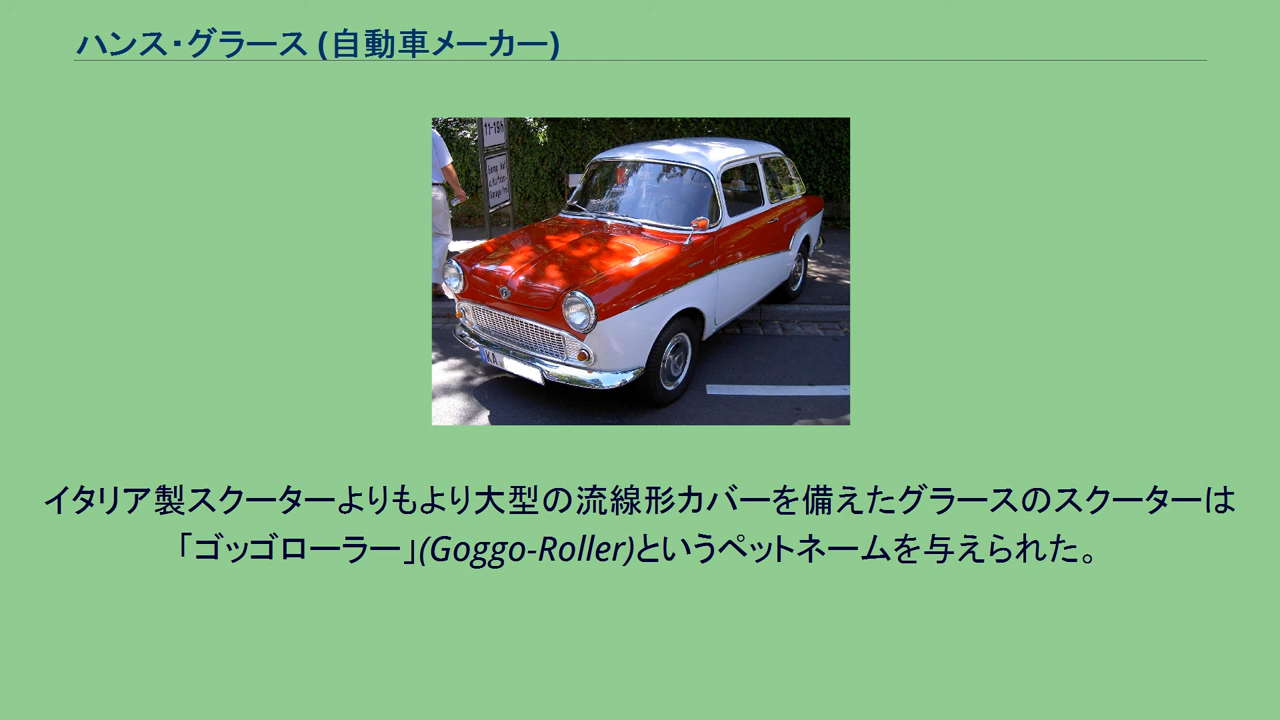 ハンス・グラース (自動車メーカー)
11-19h
KA
イタリア製スクーターよりもより大型の流線形カバーを備えたグラースのスクーターは
「ゴッゴローラー」(Goggo-Roller)というペットネームを与えられた。